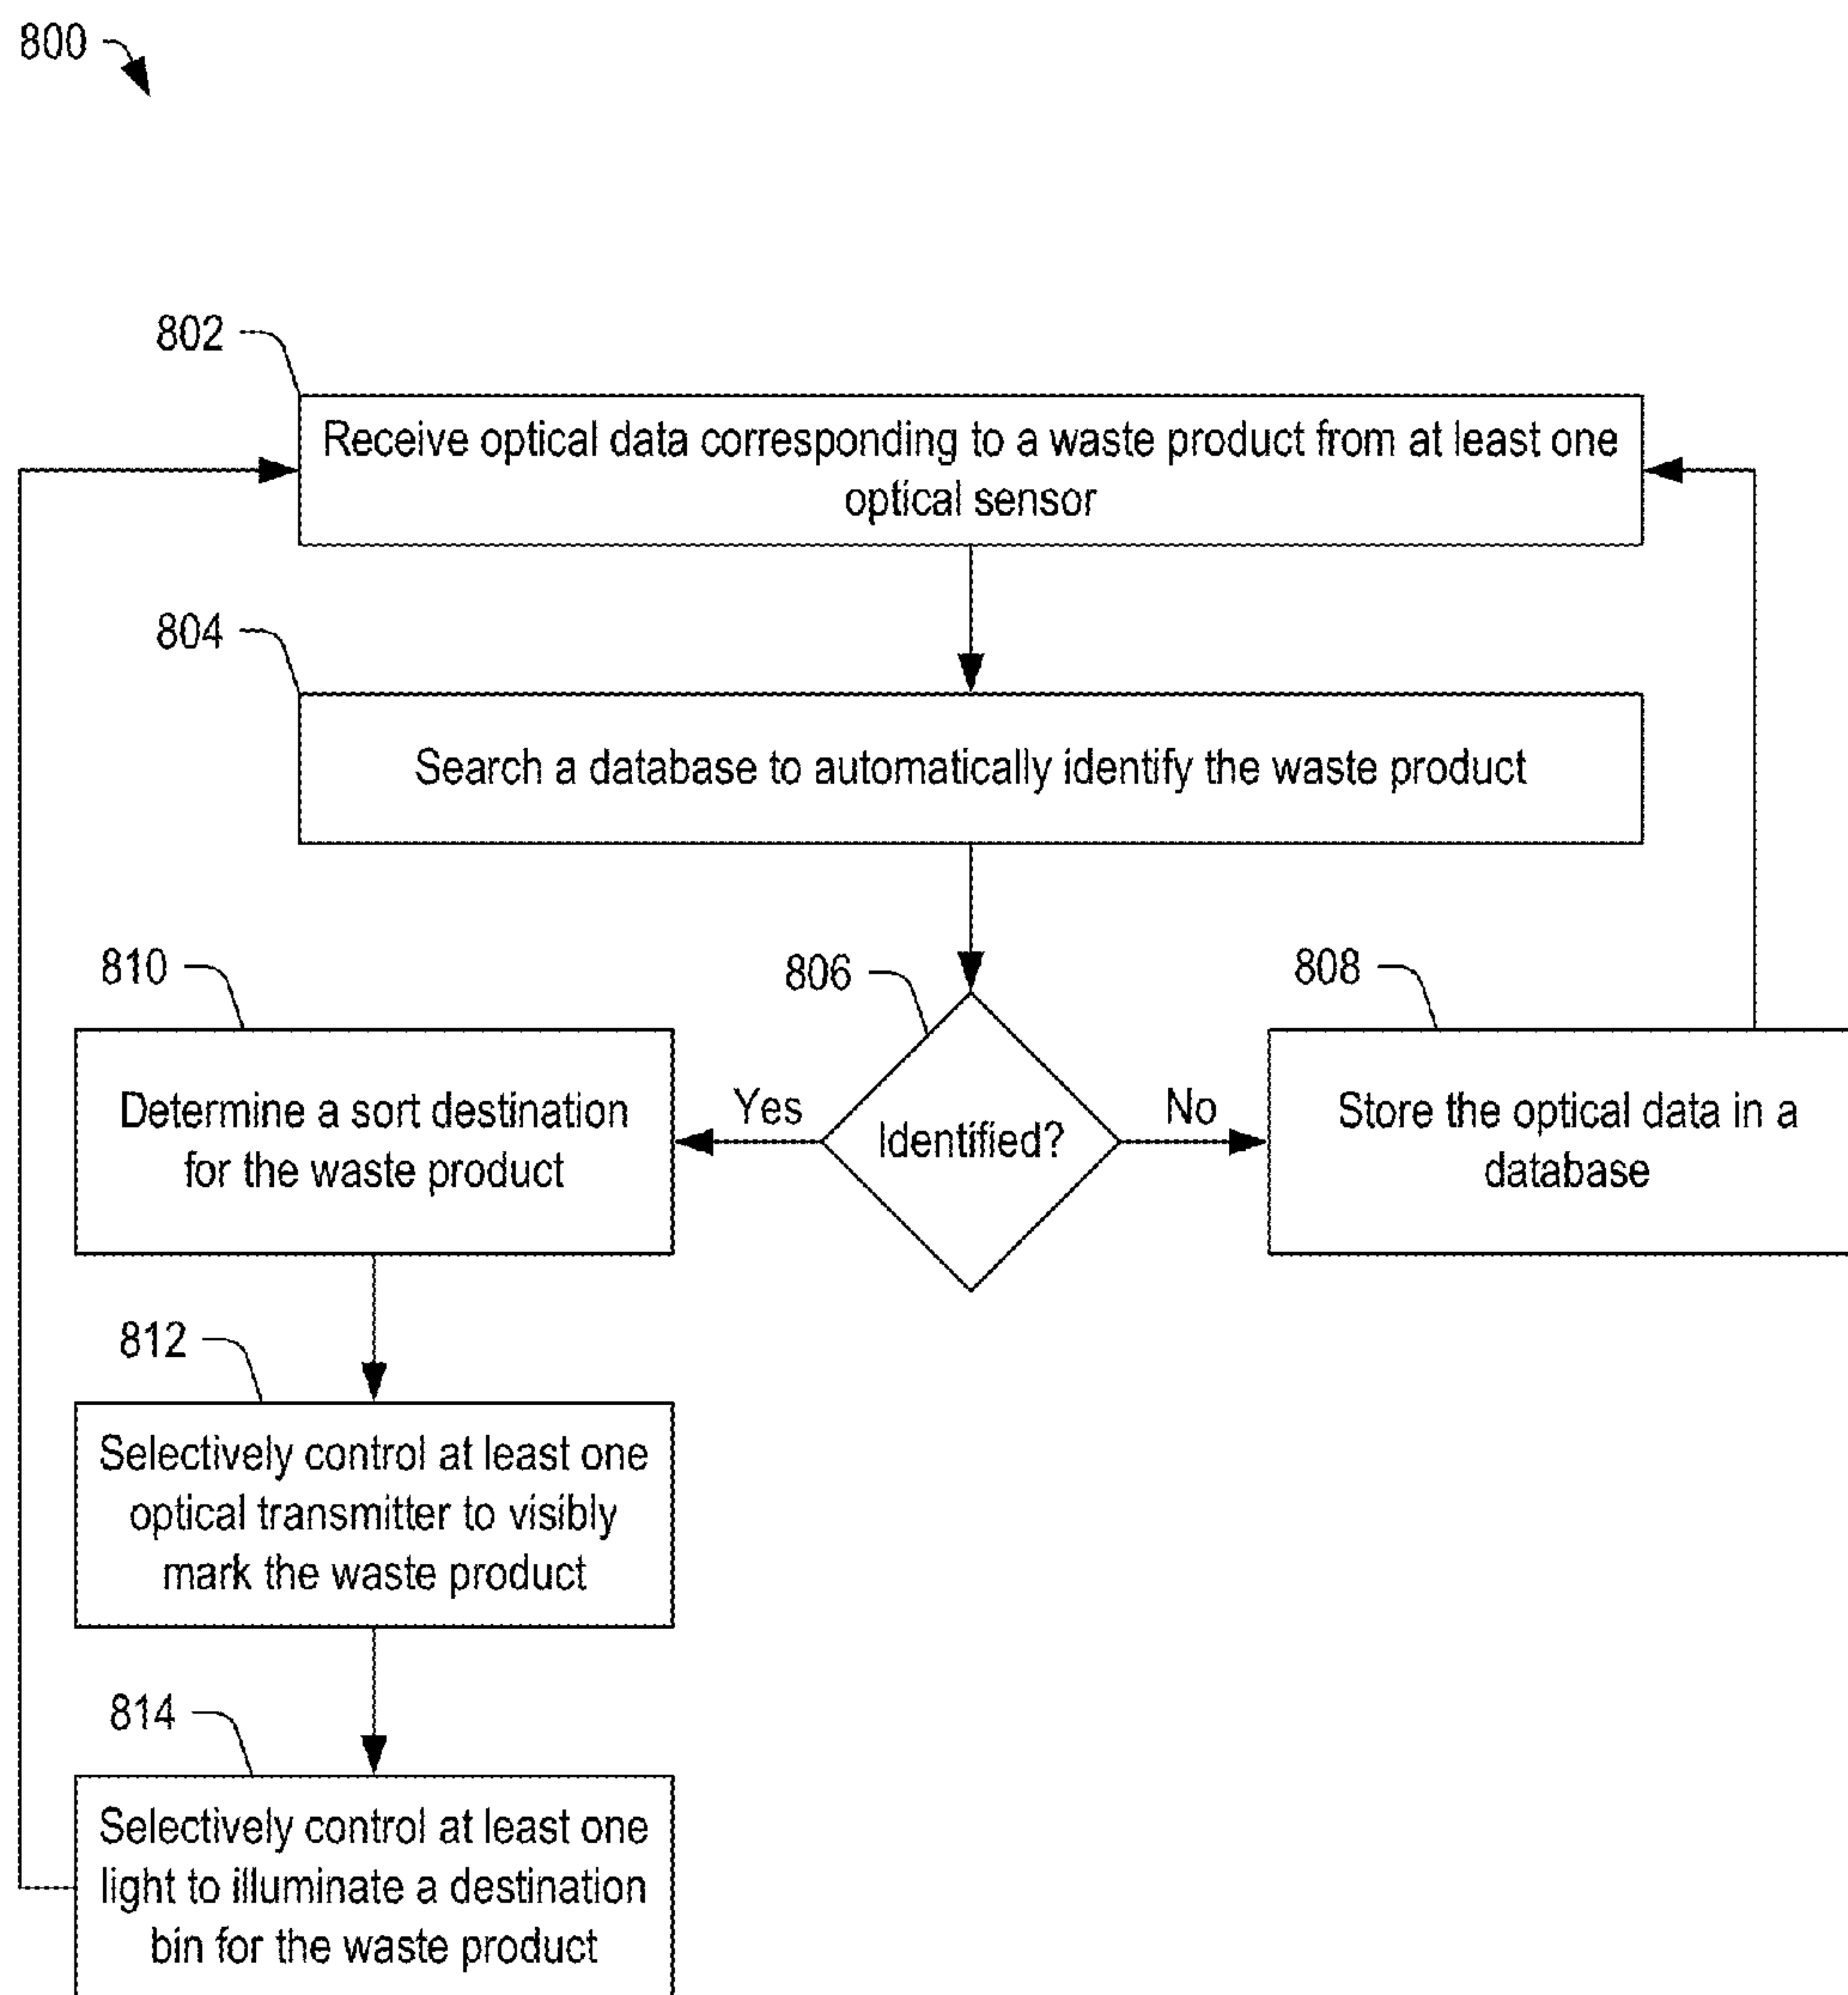 800
802
Receive optical data corresponding to a waste product from at least one
optical sensor
804
Search a database to automatically identify the waste product
810
806
808
Determine a sort destination
for the waste product
Yes
Identified?
No
Store the optical data in a
database
812
Selectively control at least one
optical transmitter to visibly
mark the waste product
814
Selectively control at least one
light to illuminate a destination
bin for the waste product